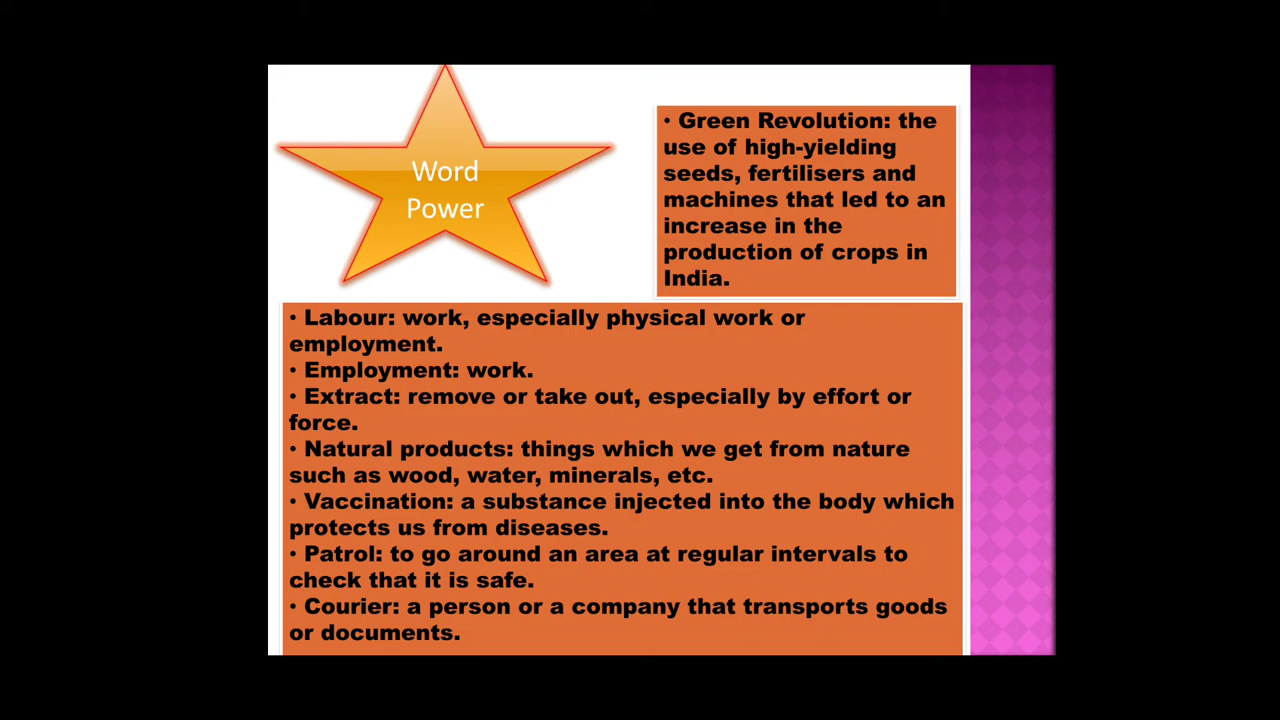 Word
Power
• Green Revolution: the
use of high-yielding
seeds, fertilisers and
machines that led to an
increase in the
production of crops in
India.
• Labour: work, especially physical work or
employment.
• Employment: work.
• Extract: remove or take out, especially by effort or
force.
• Natural products: things which we get from nature
such as wood, water, minerals, etc.
• Vaccination: a substance injected into the body which
protects us from diseases.
• Patrol: to go around an area at regular intervals to
check that it is safe.
• Courier: a person or a company that transports goods
or documents.